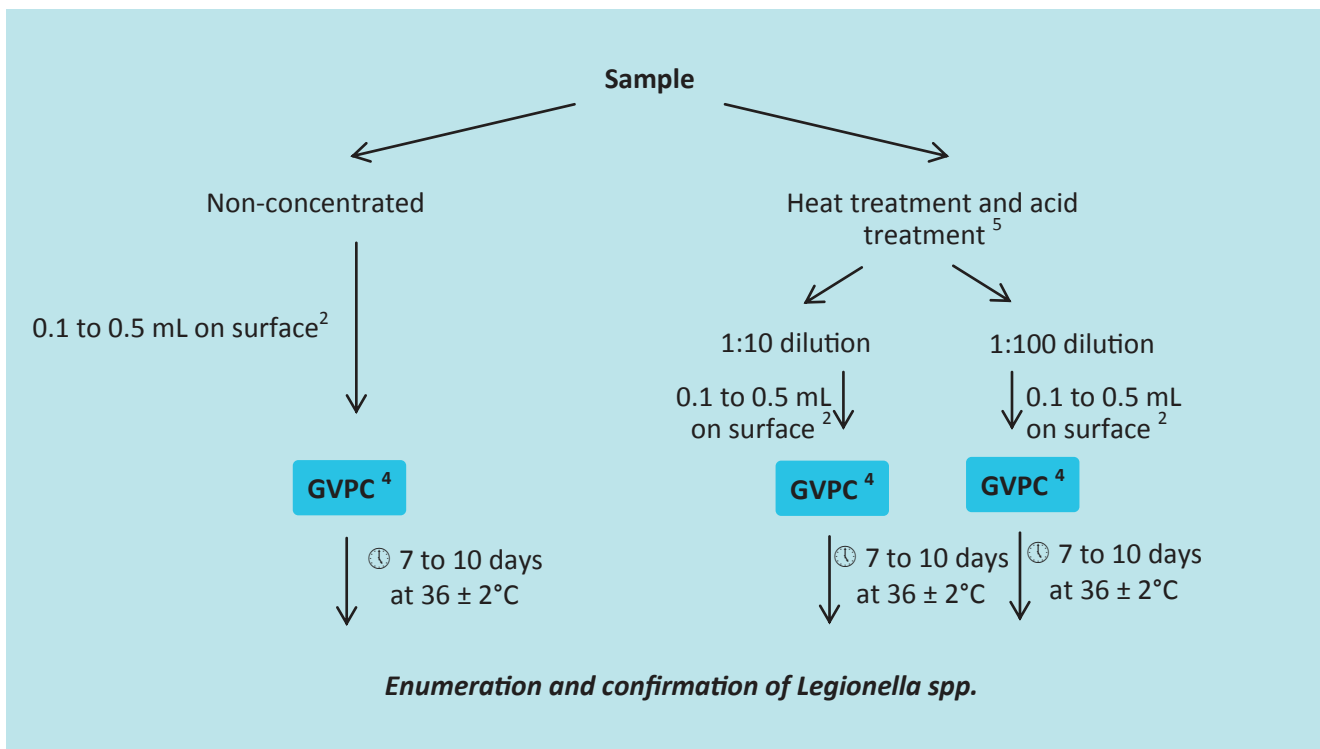 Sample
Non-concentrated
Heat treatment and acid
treatment 5
0.1 to 0.5 mL on surface2
1:10 dilution
1:100 dilution
0.1 to 0.5 mL
on surface 2
0.1 to 0.5 mL
on surface 2
GVPC 4
GVPC 4
GVPC 4
7 to 10 days
at 36 ± 2°C
7 to 10 days
at 36 ± 2°C
7 to 10 days
at 36 ± 2°C
Enumeration and confirmation of Legionella spp.